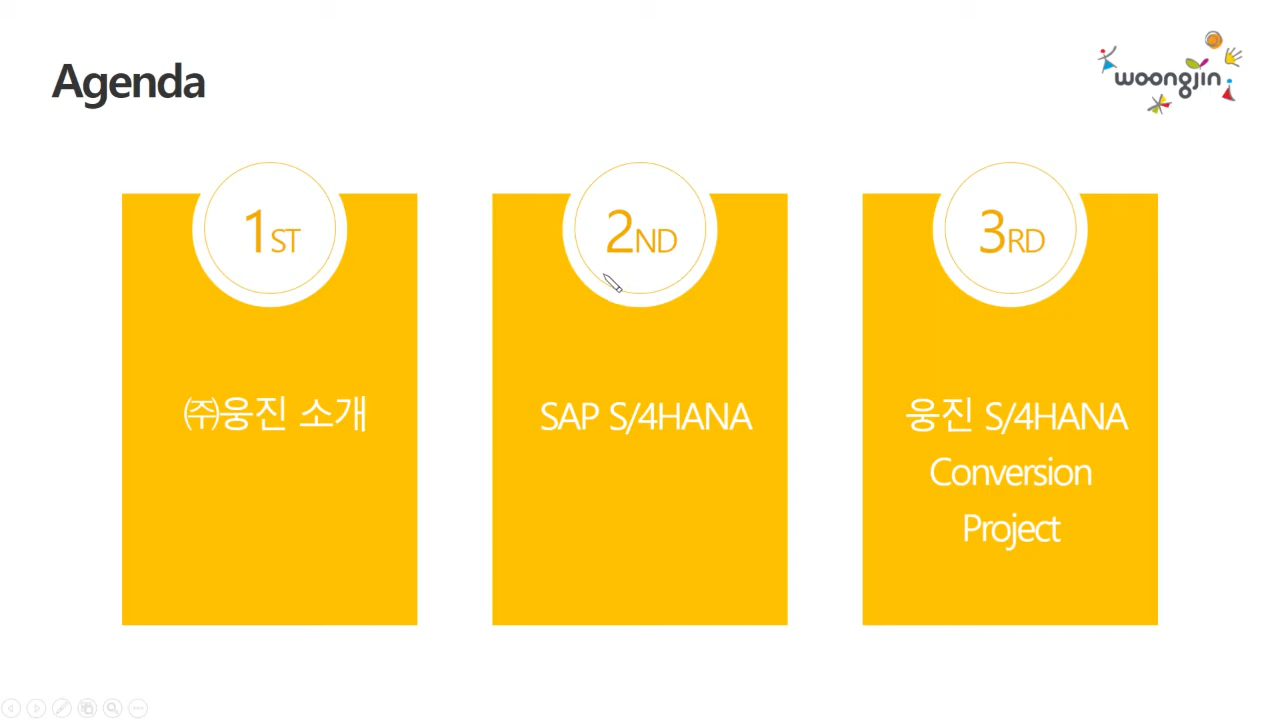 Agenda
woongjin
1ST
2ND
3RD
㈜웅진 소개
SAP S/4HANA
웅진 S/4HANA
Conversion
Project